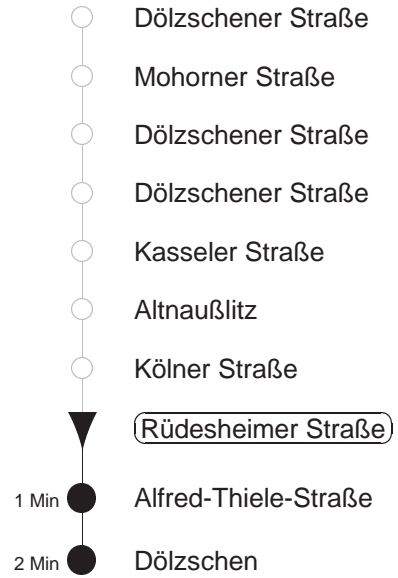 Dölzschener Straße
Mohorner Straße
Dölzschener Straße
Dölzschener Straße
Kasseler Straße
Altnaußlitz
Kölner Straße
Rüdesheimer Straße
1 Min Alfred-Thiele-Straße
2 Min Dölzschen